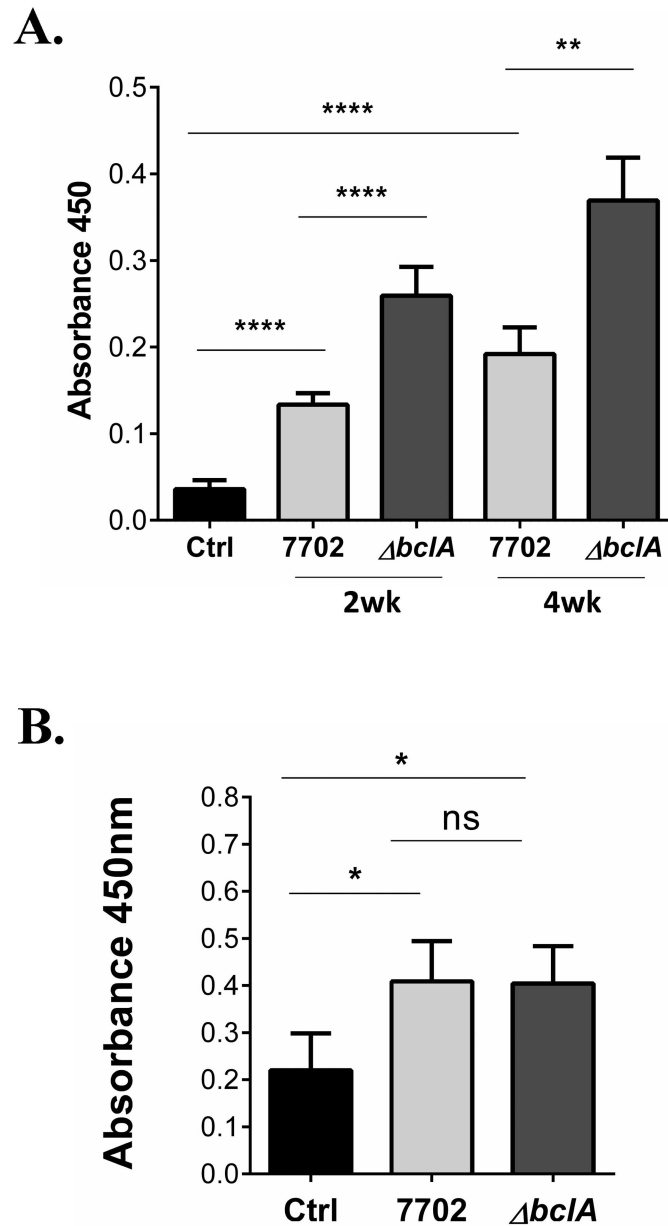 A.
**
0.5
****
0.4
****
0.3
****
0.2
0.1
0.0
Absorbance 450
Ctrl 7702 ΔbclA 7702 ΔbclA
2wk 4wk
B.
*
0.8
ns
0.7
*
0.6
0.5
0.4
0.3
0.2
0.1
0.0
Absorbance 450nm
Ctrl 7702 ΔbclA